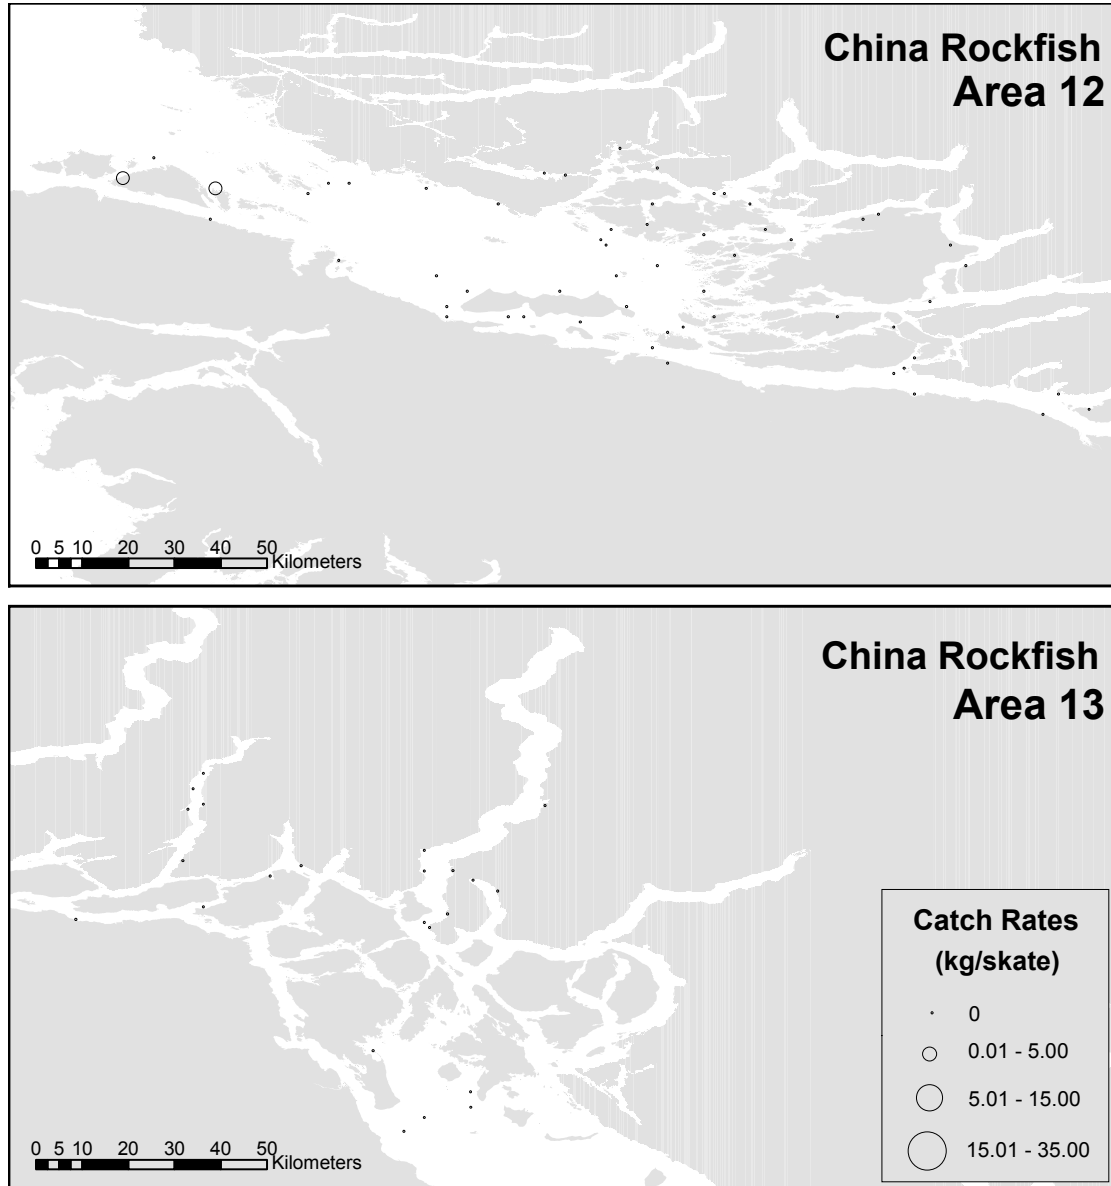 China Rockfish
Area 12
0 5 10 20 30 40 50
Kilometers
China Rockfish
Area 13
Catch Rates
(kg/skate)
0
0.01 - 5.00
5.01 - 15.00
15.01 - 35.00
0 5 10 20 30 40 50
Kilometers